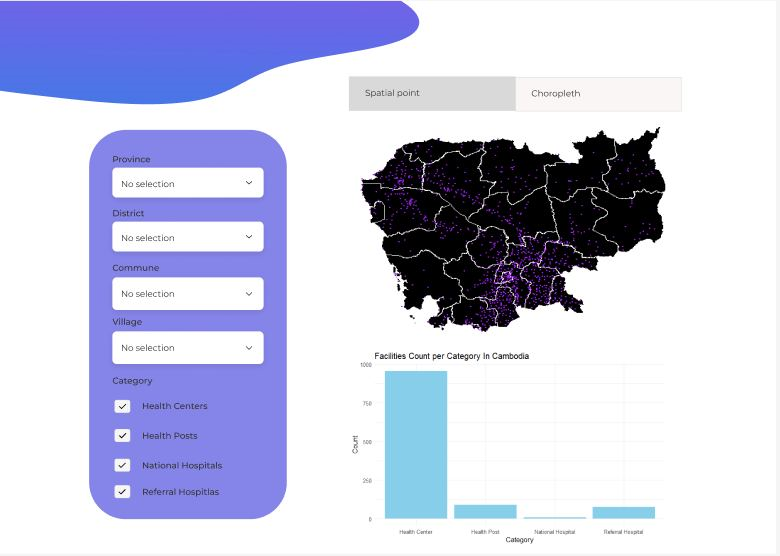 Spatial point
Choropleth
Province
No selection
District
No selection
Commune
No selection
Village
No selection
Category
Health Centers
Health Posts
National Hospitals
Referral Hospitlas
Facilities Count per Category In Cambodia
1000
750
500
250
0
Count
Health Center
Health Post
National Hospital
Referral Hospital
Category